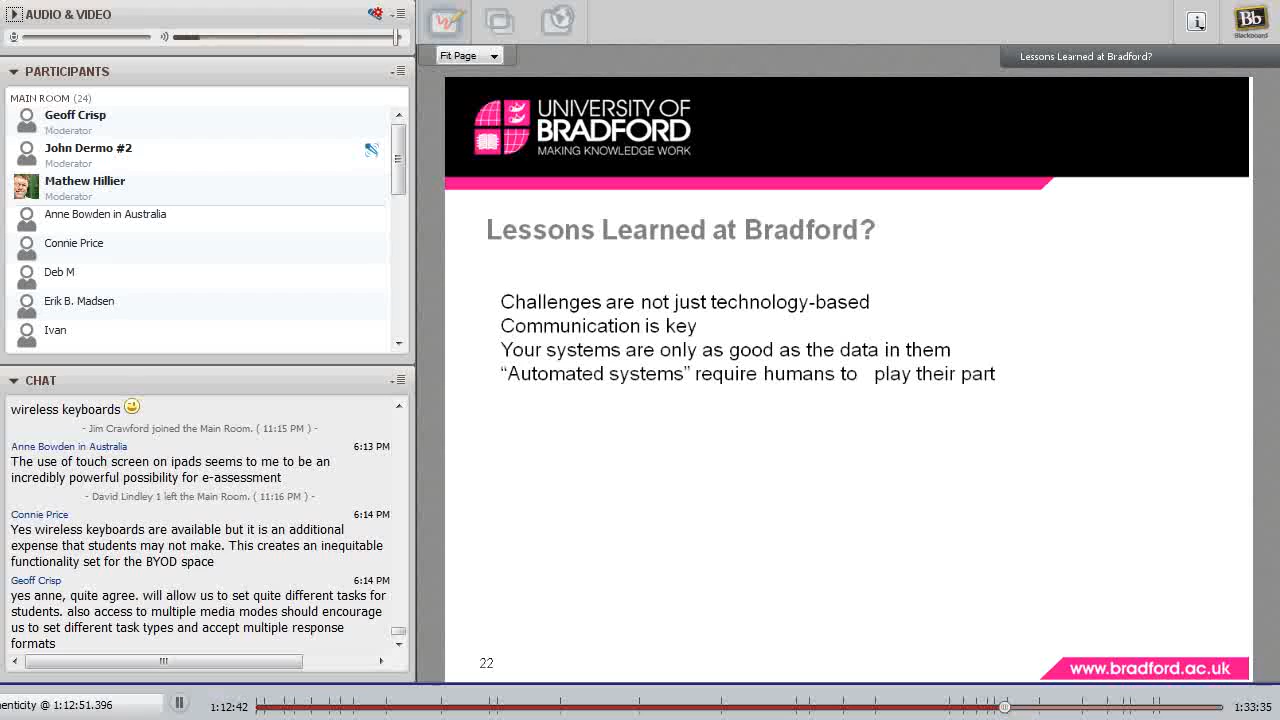 AUDIO & VIDEO
PARTICIPANTS
MAIN ROOM (24)
Geoff Crisp
Moderator
John Dermo #2
Moderator
Mathew Hillier
Moderator
Anne Bowden in Australia
Connie Price
Deb M
Erik B. Madsen
Ivan
CHAT
wireless keyboards
- Jim Crawford joined the Main Room. ( 11:15 PM ) -
Anne Bowden in Australia 6:13 PM
The use of touch screen on ipads seems to me to be an
incredibly powerful possibility for e-assessment
- David Lindley 1 left the Main Room. ( 11:16 PM ) -
Connie Price 6:14 PM
Yes wireless keyboards are available but it is an additional
expense that students may not make. This creates an inequitable
functionality set for the BYOD space
Geoff Crisp 6:14 PM
yes anne, quite agree. will allow us to set quite different tasks for
students. also access to multiple media modes should encourage
us to set different task types and accept multiple response
formats
enticity @ 1:12:51.396
1:12:42
1:33:35
Fit Page
Lessons Learned at Bradford?
Bb
Blackboard
UNIVERSITY OF
BRADFORD
MAKING KNOWLEDGE WORK
Lessons Learned at Bradford?
Challenges are not just technology-based
Communication is key
Your systems are only as good as the data in them
“Automated systems” require humans to play their part
22
www.bradford.ac.uk